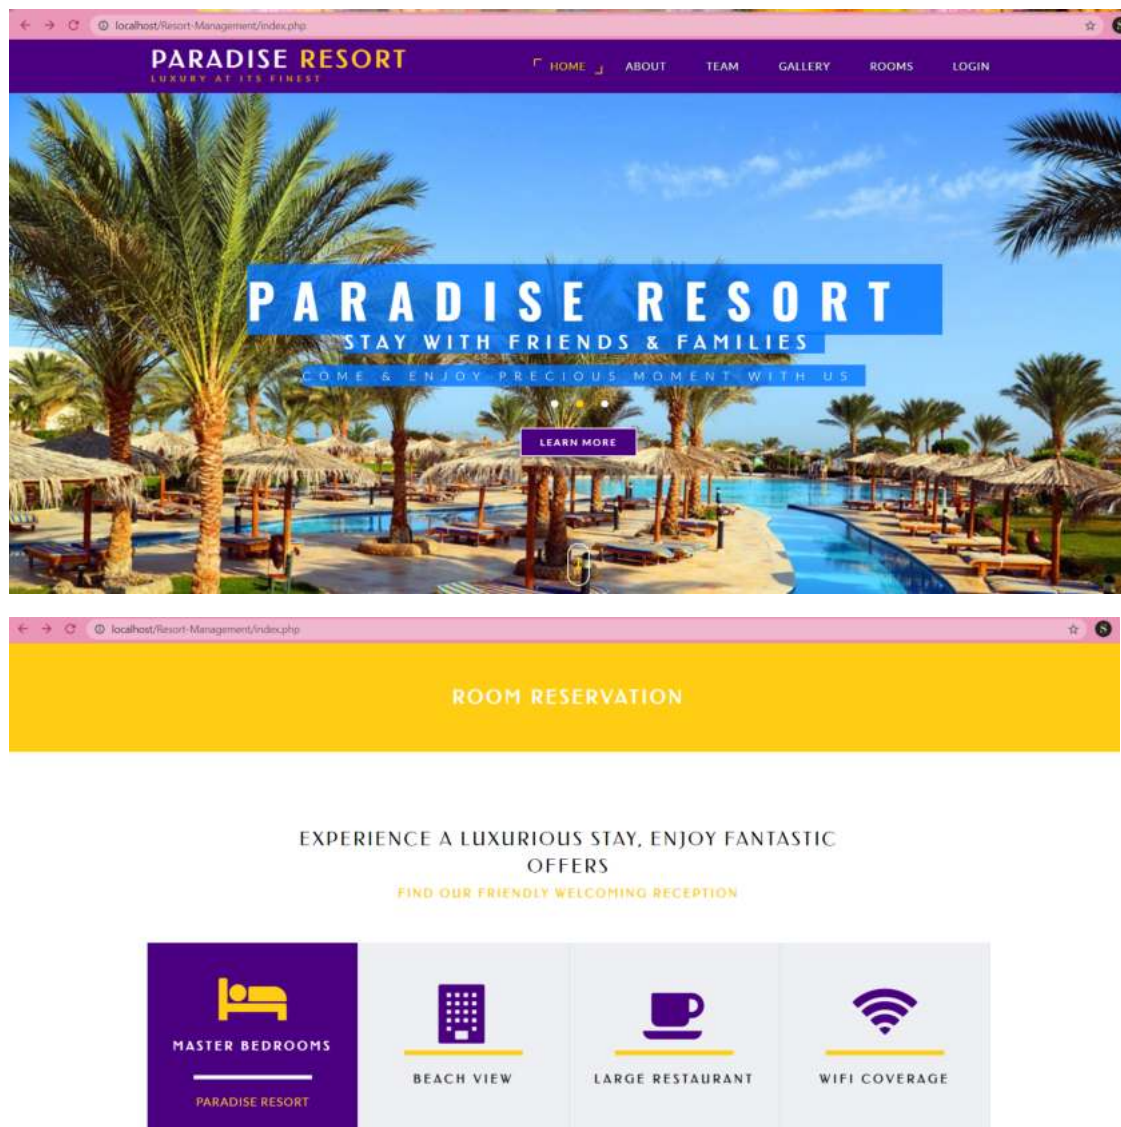 localhost/Resort-Management/index.php
PARADISE RESORT
LUXURY AT ITS FINEST
HOME ABOUT TEAM GALLERY ROOMS LOGIN
PARADISE RESORT
STAY WITH FRIENDS & FAMILIES
COME & ENJOY PRECIOUS MOMENT WITH US
LEARN MORE
localhost/Resort-Management/index.php
S
ROOM RESERVATION
EXPERIENCE A LUXURIOUS STAY, ENJOY FANTASTIC
OFFERS
FIND OUR FRIENDLY WELCOMING RECEPTION
MASTER BEDROOMS
PARADISE RESORT
BEACH VIEW
LARGE RESTAURANT
WIFI COVERAGE